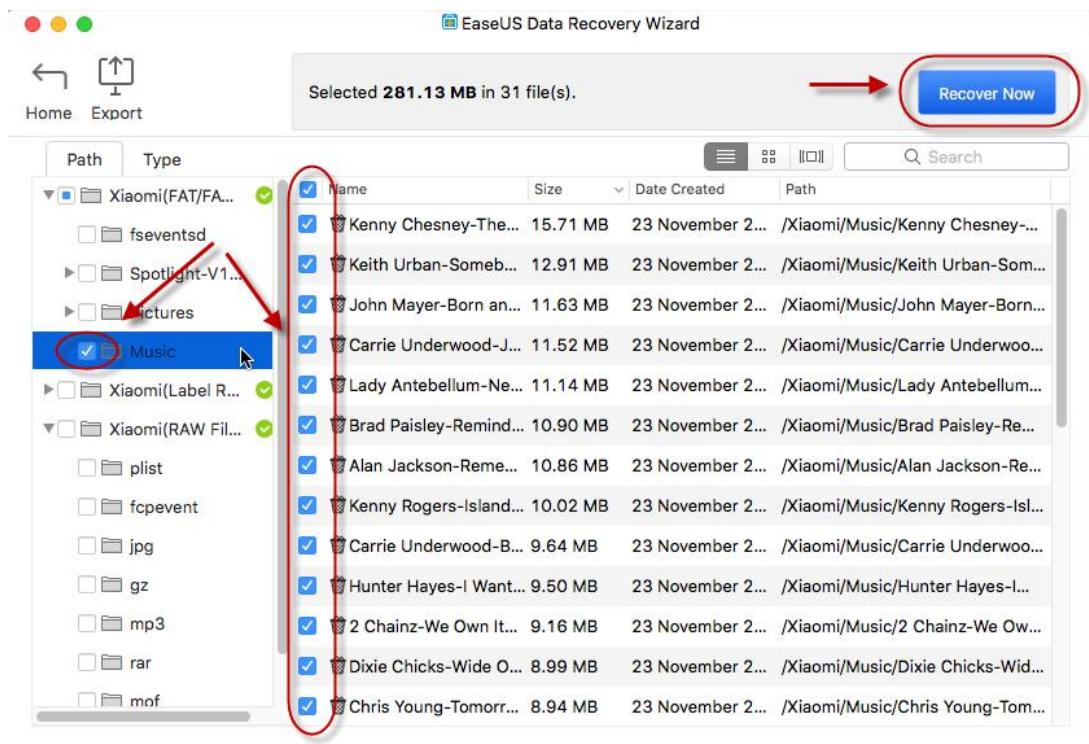 EaseUS Data Recovery Wizard
Home Export
Selected 281.13 MB in 31 file(s).
Recover Now
Path Type
Search
Xiaomi(FAT/FA...
fseventsd
Spotlight-V1...
Pictures
Music
Xiaomi(Label R...
Xiaomi(RAW Fil...
plist
fcpevent
jpg
gz
mp3
rar
mof
Name Size Date Created Path
Kenny Chesney-The... 15.71 MB 23 November 2... /Xiaomi/Music/Kenny Chesney-...
Keith Urban-Someb... 12.91 MB 23 November 2... /Xiaomi/Music/Keith Urban-Som...
John Mayer-Born an... 11.63 MB 23 November 2... /Xiaomi/Music/John Mayer-Born...
Carrie Underwood-J... 11.52 MB 23 November 2... /Xiaomi/Music/Carrie Underwoo...
Lady Antebellum-Ne... 11.14 MB 23 November 2... /Xiaomi/Music/Lady Antebellum...
Brad Paisley-Remind... 10.90 MB 23 November 2... /Xiaomi/Music/Brad Paisley-Re...
Alan Jackson-Reme... 10.86 MB 23 November 2... /Xiaomi/Music/Alan Jackson-Re...
Kenny Rogers-Island... 10.02 MB 23 November 2... /Xiaomi/Music/Kenny Rogers-Isl...
Carrie Underwood-B... 9.64 MB 23 November 2... /Xiaomi/Music/Carrie Underwoo...
Hunter Hayes-I Want... 9.50 MB 23 November 2... /Xiaomi/Music/Hunter Hayes-I...
2 Chainz-We Own It... 9.16 MB 23 November 2... /Xiaomi/Music/2 Chainz-We Ow...
Dixie Chicks-Wide O... 8.99 MB 23 November 2... /Xiaomi/Music/Dixie Chicks-Wid...
Chris Young-Tomorr... 8.94 MB 23 November 2... /Xiaomi/Music/Chris Young-Tom...